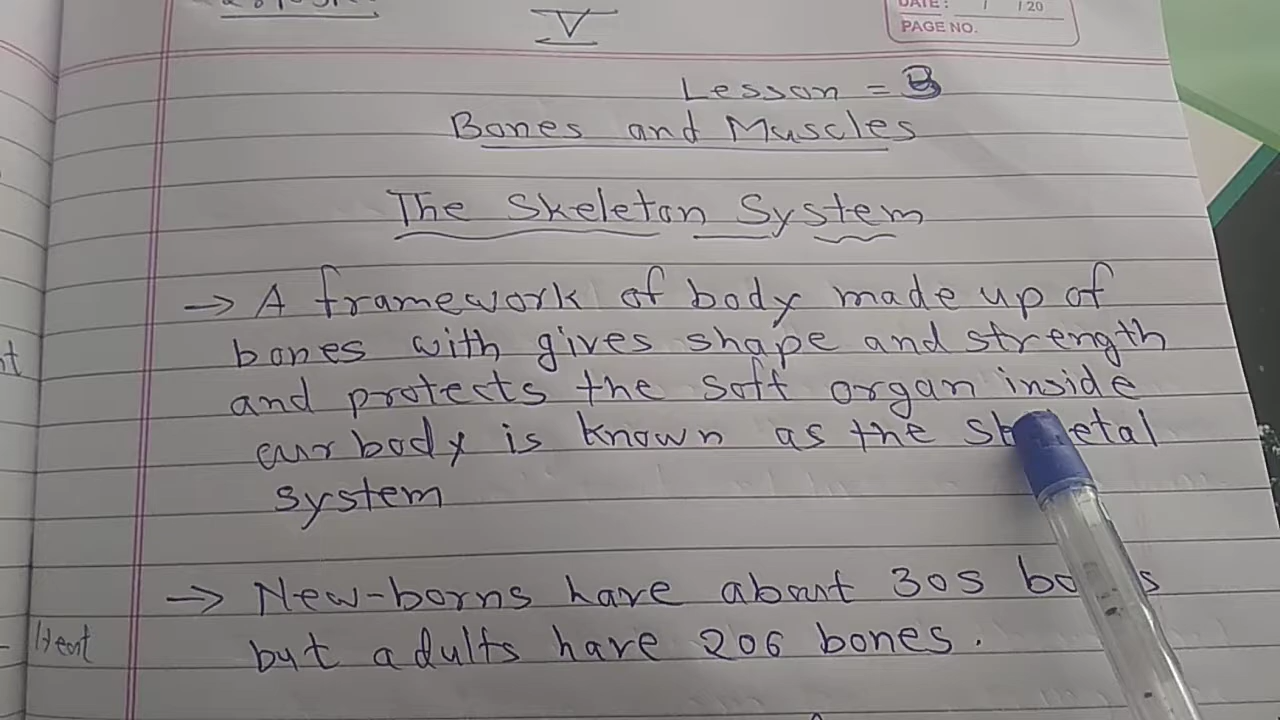 V
DATE: / /20
PAGE NO.
Lesson = 3
Bones and Muscles
The Skeleton System
→ A framework of body made up of
bones with gives shape and strength
and protects the soft organ inside
our body is known as the skeletal
system
→ New-borns have about 305 bones
but adults have 206 bones.